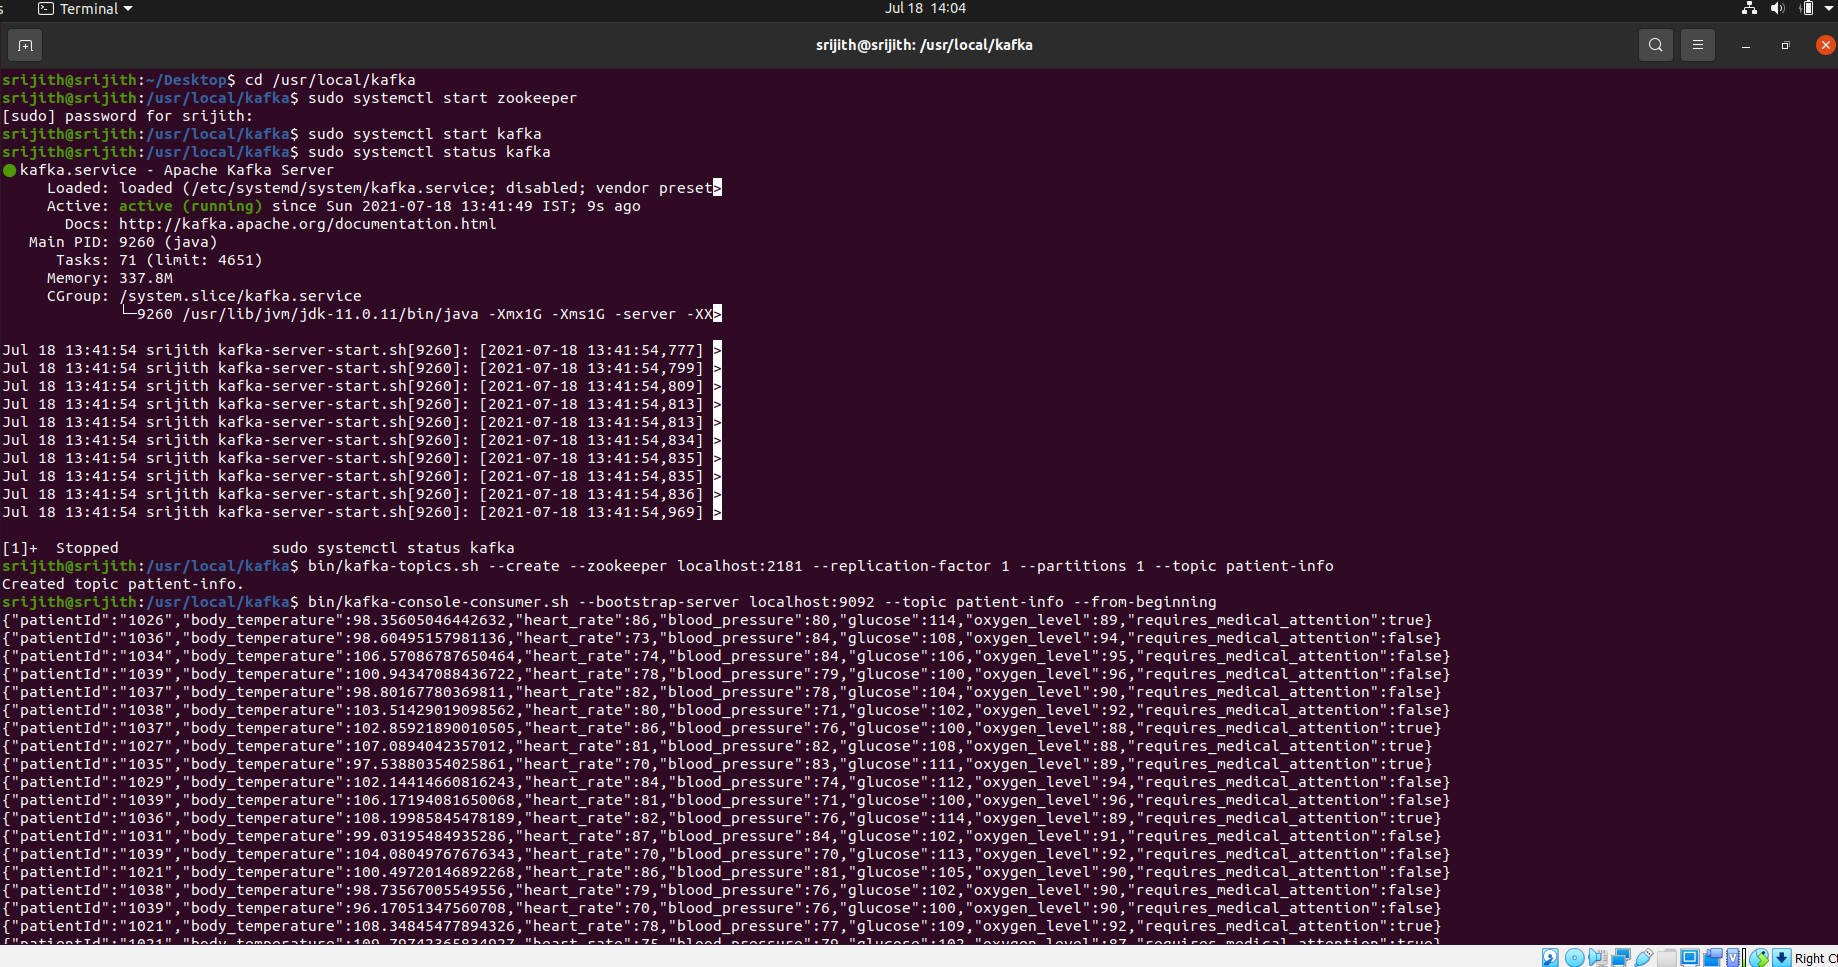 s Terminal Jul 18 14:04
srijith@srijith: /usr/local/kafka
srijith@srijith:~/Desktop$ cd /usr/local/kafka
srijith@srijith:/usr/local/kafka$ sudo systemctl start zookeeper
[sudo] password for srijith:
srijith@srijith:/usr/local/kafka$ sudo systemctl start kafka
srijith@srijith:/usr/local/kafka$ sudo systemctl status kafka
kafka.service - Apache Kafka Server
Loaded: loaded (/etc/systemd/system/kafka.service; disabled; vendor preset>
Active: active (running) since Sun 2021-07-18 13:41:49 IST; 9s ago
Docs: http://kafka.apache.org/documentation.html
Main PID: 9260 (java)
Tasks: 71 (limit: 4651)
Memory: 337.8M
CGroup: /system.slice/kafka.service
└─9260 /usr/lib/jvm/jdk-11.0.11/bin/java -Xmx1G -Xms1G -server -XX>
Jul 18 13:41:54 srijith kafka-server-start.sh[9260]: [2021-07-18 13:41:54,777] >
Jul 18 13:41:54 srijith kafka-server-start.sh[9260]: [2021-07-18 13:41:54,799] >
Jul 18 13:41:54 srijith kafka-server-start.sh[9260]: [2021-07-18 13:41:54,809] >
Jul 18 13:41:54 srijith kafka-server-start.sh[9260]: [2021-07-18 13:41:54,813] >
Jul 18 13:41:54 srijith kafka-server-start.sh[9260]: [2021-07-18 13:41:54,813] >
Jul 18 13:41:54 srijith kafka-server-start.sh[9260]: [2021-07-18 13:41:54,834] >
Jul 18 13:41:54 srijith kafka-server-start.sh[9260]: [2021-07-18 13:41:54,835] >
Jul 18 13:41:54 srijith kafka-server-start.sh[9260]: [2021-07-18 13:41:54,835] >
Jul 18 13:41:54 srijith kafka-server-start.sh[9260]: [2021-07-18 13:41:54,836] >
Jul 18 13:41:54 srijith kafka-server-start.sh[9260]: [2021-07-18 13:41:54,969] >
[1]+ Stopped sudo systemctl status kafka
srijith@srijith:/usr/local/kafka$ bin/kafka-topics.sh --create --zookeeper localhost:2181 --replication-factor 1 --partitions 1 --topic patient-info
Created topic patient-info.
srijith@srijith:/usr/local/kafka$ bin/kafka-console-consumer.sh --bootstrap-server localhost:9092 --topic patient-info --from-beginning
{"patientId":"1026","body_temperature":98.35605046442632,"heart_rate":86,"blood_pressure":80,"glucose":114,"oxygen_level":89,"requires_medical_attention":true}
{"patientId":"1036","body_temperature":98.60495157981136,"heart_rate":73,"blood_pressure":84,"glucose":108,"oxygen_level":94,"requires_medical_attention":false}
{"patientId":"1034","body_temperature":106.57086787650464,"heart_rate":74,"blood_pressure":84,"glucose":106,"oxygen_level":95,"requires_medical_attention":false}
{"patientId":"1039","body_temperature":100.94347088436722,"heart_rate":78,"blood_pressure":79,"glucose":100,"oxygen_level":96,"requires_medical_attention":false}
{"patientId":"1037","body_temperature":98.80167780369811,"heart_rate":82,"blood_pressure":78,"glucose":104,"oxygen_level":90,"requires_medical_attention":false}
{"patientId":"1038","body_temperature":103.51429019098562,"heart_rate":80,"blood_pressure":71,"glucose":102,"oxygen_level":92,"requires_medical_attention":false}
{"patientId":"1037","body_temperature":102.85921890010505,"heart_rate":86,"blood_pressure":76,"glucose":100,"oxygen_level":88,"requires_medical_attention":true}
{"patientId":"1027","body_temperature":107.0894042357012,"heart_rate":81,"blood_pressure":82,"glucose":108,"oxygen_level":88,"requires_medical_attention":true}
{"patientId":"1035","body_temperature":97.53880354025861,"heart_rate":70,"blood_pressure":83,"glucose":111,"oxygen_level":89,"requires_medical_attention":true}
{"patientId":"1029","body_temperature":102.14414660816243,"heart_rate":84,"blood_pressure":74,"glucose":112,"oxygen_level":94,"requires_medical_attention":false}
{"patientId":"1039","body_temperature":106.17194081650068,"heart_rate":81,"blood_pressure":71,"glucose":100,"oxygen_level":96,"requires_medical_attention":false}
{"patientId":"1036","body_temperature":108.19985845478189,"heart_rate":82,"blood_pressure":76,"glucose":114,"oxygen_level":89,"requires_medical_attention":true}
{"patientId":"1031","body_temperature":99.03195484935286,"heart_rate":87,"blood_pressure":84,"glucose":102,"oxygen_level":91,"requires_medical_attention":false}
{"patientId":"1039","body_temperature":104.08049767676343,"heart_rate":70,"blood_pressure":70,"glucose":113,"oxygen_level":92,"requires_medical_attention":false}
{"patientId":"1021","body_temperature":100.49720146892268,"heart_rate":86,"blood_pressure":81,"glucose":105,"oxygen_level":90,"requires_medical_attention":false}
{"patientId":"1038","body_temperature":98.73567005549556,"heart_rate":79,"blood_pressure":76,"glucose":102,"oxygen_level":90,"requires_medical_attention":false}
{"patientId":"1039","body_temperature":96.17051347560708,"heart_rate":70,"blood_pressure":76,"glucose":100,"oxygen_level":90,"requires_medical_attention":false}
{"patientId":"1021","body_temperature":108.34845477894326,"heart_rate":78,"blood_pressure":77,"glucose":109,"oxygen_level":92,"requires_medical_attention":true}
Right C